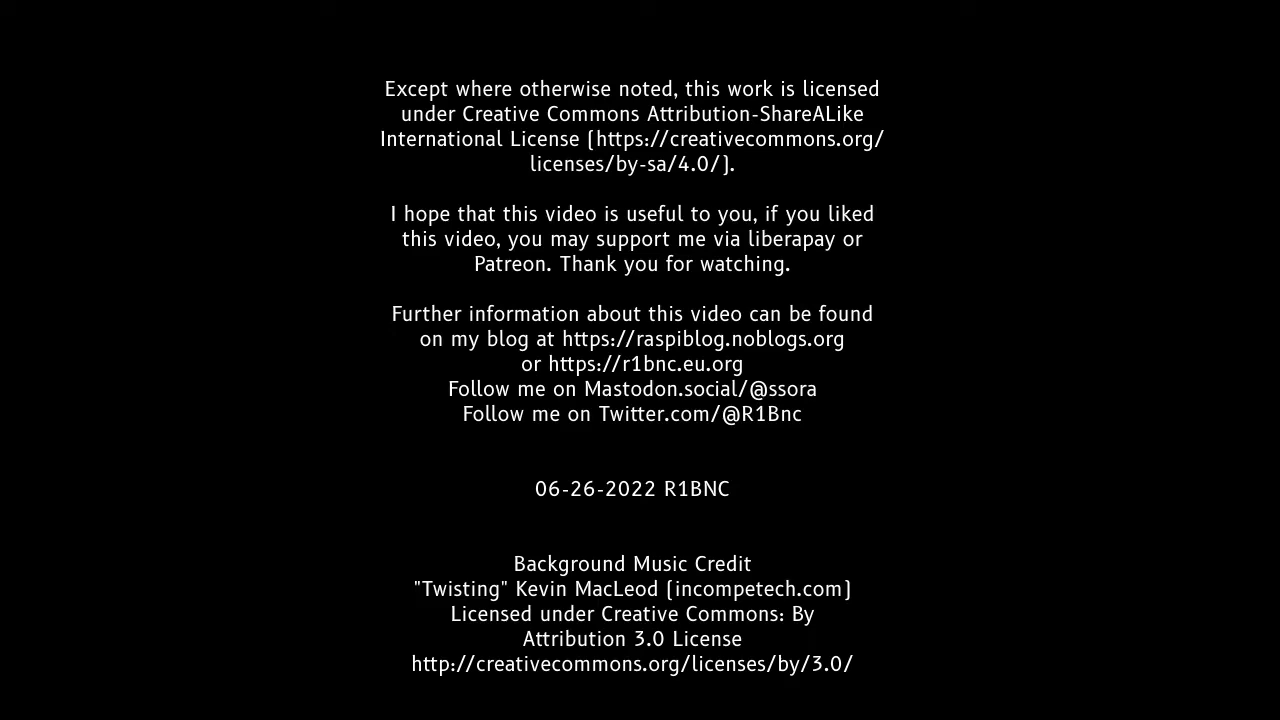 Except where otherwise noted, this work is licensed
under Creative Commons Attribution-ShareALike
International License (https://creativecommons.org/
licenses/by-sa/4.0/).
I hope that this video is useful to you, if you liked
this video, you may support me via liberapay or
Patreon. Thank you for watching.
Further information about this video can be found
on my blog at https://raspiblog.noblogs.org
or https://r1bnc.eu.org
Follow me on Mastodon.social/@ssora
Follow me on Twitter.com/@R1Bnc
06-26-2022 R1BNC
Background Music Credit
"Twisting" Kevin MacLeod (incompetech.com)
Licensed under Creative Commons: By
Attribution 3.0 License
http://creativecommons.org/licenses/by/3.0/